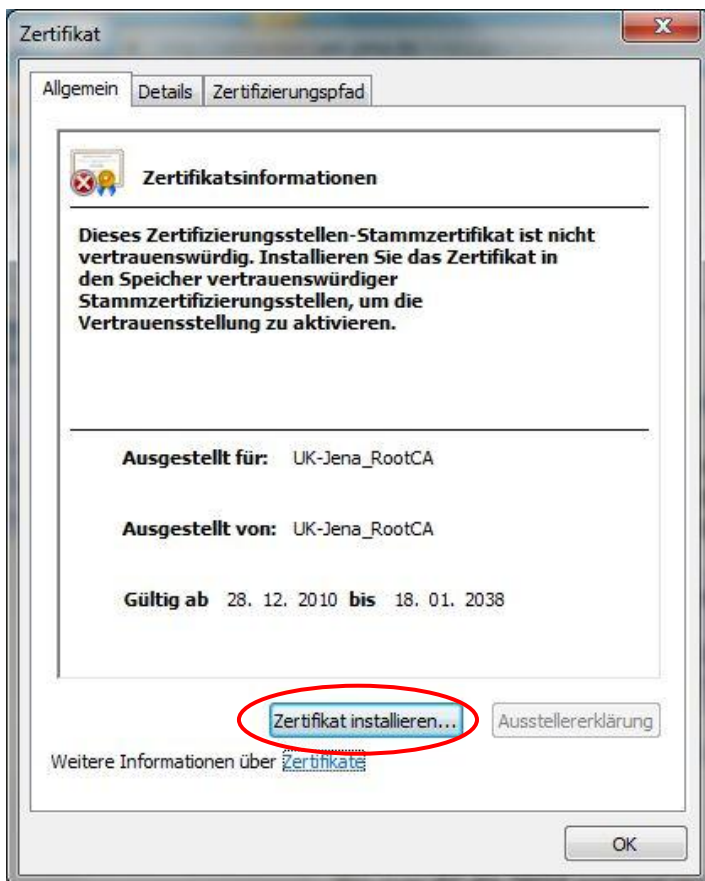 Zertifikat
Allgemein Details Zertifizierungspfad
Zertifikatsinformationen
Dieses Zertifizierungsstellen-Stammzertifikat ist nicht
vertrauenswürdig. Installieren Sie das Zertifikat in
den Speicher vertrauenswürdiger
Stammzertifizierungsstellen, um die
Vertrauensstellung zu aktivieren.
Ausgestellt für: UK-Jena_RootCA
Ausgestellt von: UK-Jena_RootCA
Gültig ab 28. 12. 2010 bis 18. 01. 2038
Zertifikat installieren... Ausstellererklärung
Weitere Informationen über Zertifikate
OK